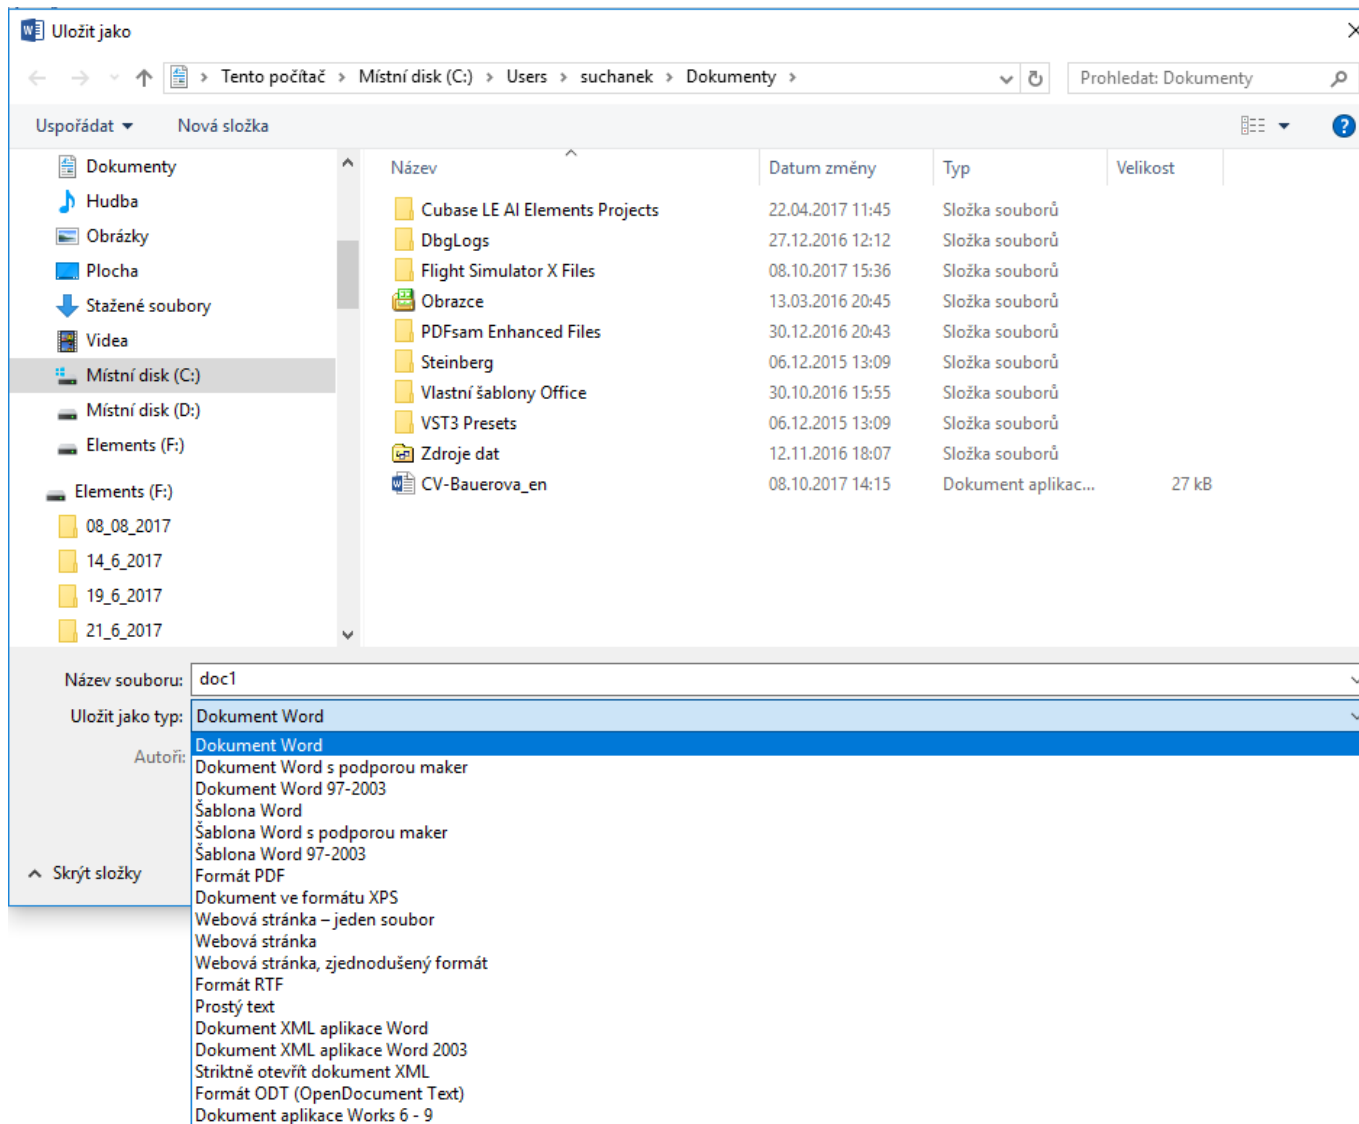 Uložit jako
Tento počítač › Místní disk (C:) › Users › suchanek › Dokumenty ›
Prohledat: Dokumenty
Uspořádat
Nová složka
Dokumenty
Hudba
Obrázky
Plocha
Stažené soubory
Videa
Místní disk (C:)
Místní disk (D:)
Elements (F:)
Elements (F:)
08_08_2017
14_6_2017
19_6_2017
21_6_2017
Název Datum změny Typ Velikost
Cubase LE AI Elements Projects 22.04.2017 11:45 Složka souborů
DbgLogs 27.12.2016 12:12 Složka souborů
Flight Simulator X Files 08.10.2017 15:36 Složka souborů
Obrazce 13.03.2016 20:45 Složka souborů
PDFsam Enhanced Files 30.12.2016 20:43 Složka souborů
Steinberg 06.12.2015 13:09 Složka souborů
Vlastní šablony Office 30.10.2016 15:55 Složka souborů
VST3 Presets 06.12.2015 13:09 Složka souborů
Zdroje dat 12.11.2016 18:07 Složka souborů
CV-Bauerova_en 08.10.2017 14:15 Dokument aplikac... 27 kB
Název souboru: doc1
Uložit jako typ: Dokument Word
Autoři:
Dokument Word
Dokument Word s podporou maker
Dokument Word 97-2003
Šablona Word
Šablona Word s podporou maker
Šablona Word 97-2003
Formát PDF
Dokument ve formátu XPS
Webová stránka – jeden soubor
Webová stránka
Webová stránka, zjednodušený formát
Formát RTF
Prostý text
Dokument XML aplikace Word
Dokument XML aplikace Word 2003
Striktně otevřít dokument XML
Formát ODT (OpenDocument Text)
Dokument aplikace Works 6 - 9
Skrýt složky